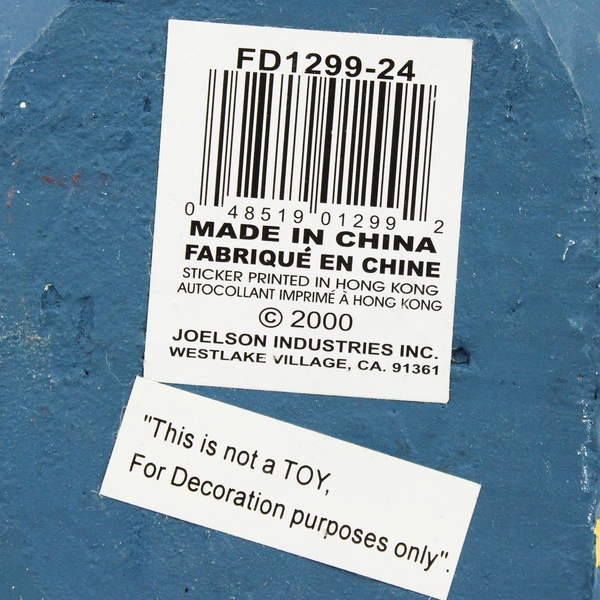 FD1299-24
0 48519 01299 2
MADE IN CHINA
FABRIQUÉ EN CHINE
STICKER PRINTED IN HONG KONG
AUTOCOLLANT IMPRIMÉ À HONG KONG
© 2000
JOELSON INDUSTRIES INC.
WESTLAKE VILLAGE, CA. 91361
"This is not a TOY,
For Decoration purposes only".